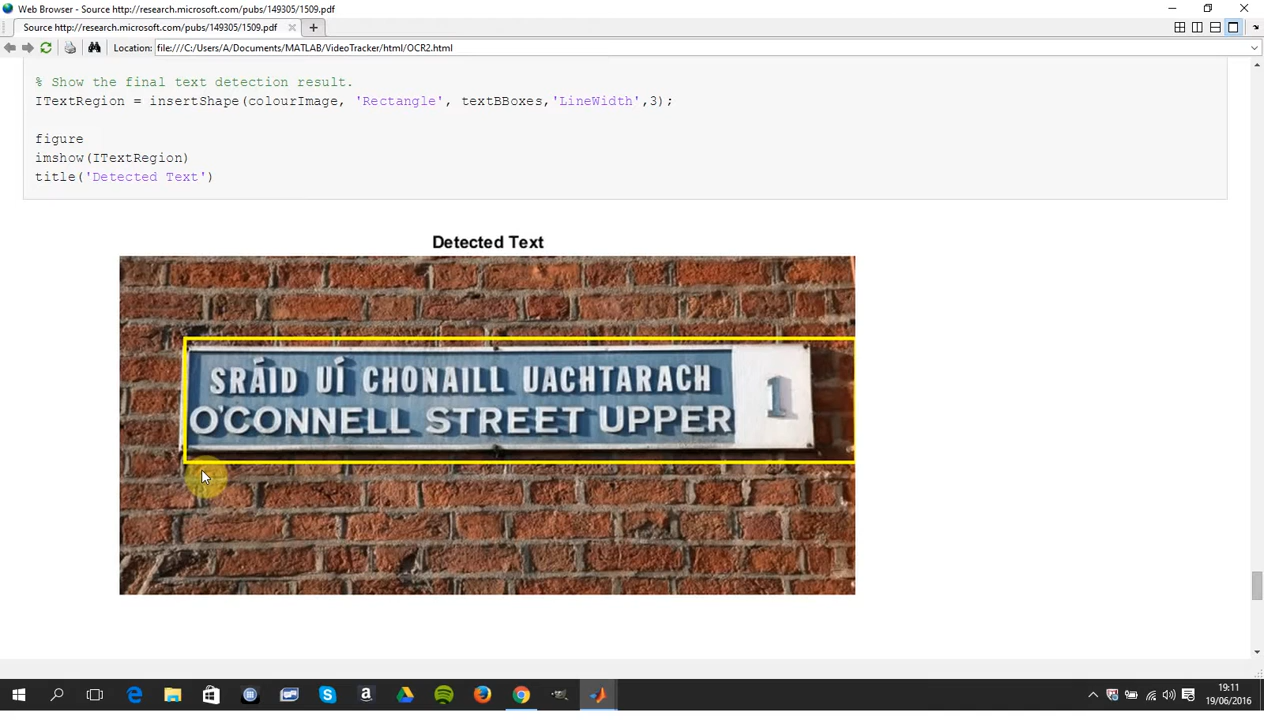 Web Browser - Source http://research.microsoft.com/pubs/149305/1509.pdf
Source http://research.microsoft.com/pubs/149305/1509.pdf
Location: file:///C:/Users/A/Documents/MATLAB/VideoTracker/html/OCR2.html
% Show the final text detection result.
ITextRegion = insertShape(colourImage, 'Rectangle', textBBoxes,'LineWidth',3);
figure
imshow(ITextRegion)
title('Detected Text')
Detected Text
SRÁID UÍ CHONAILL UACHTARACH
O'CONNELL STREET UPPER
1
19:11
19/06/2016